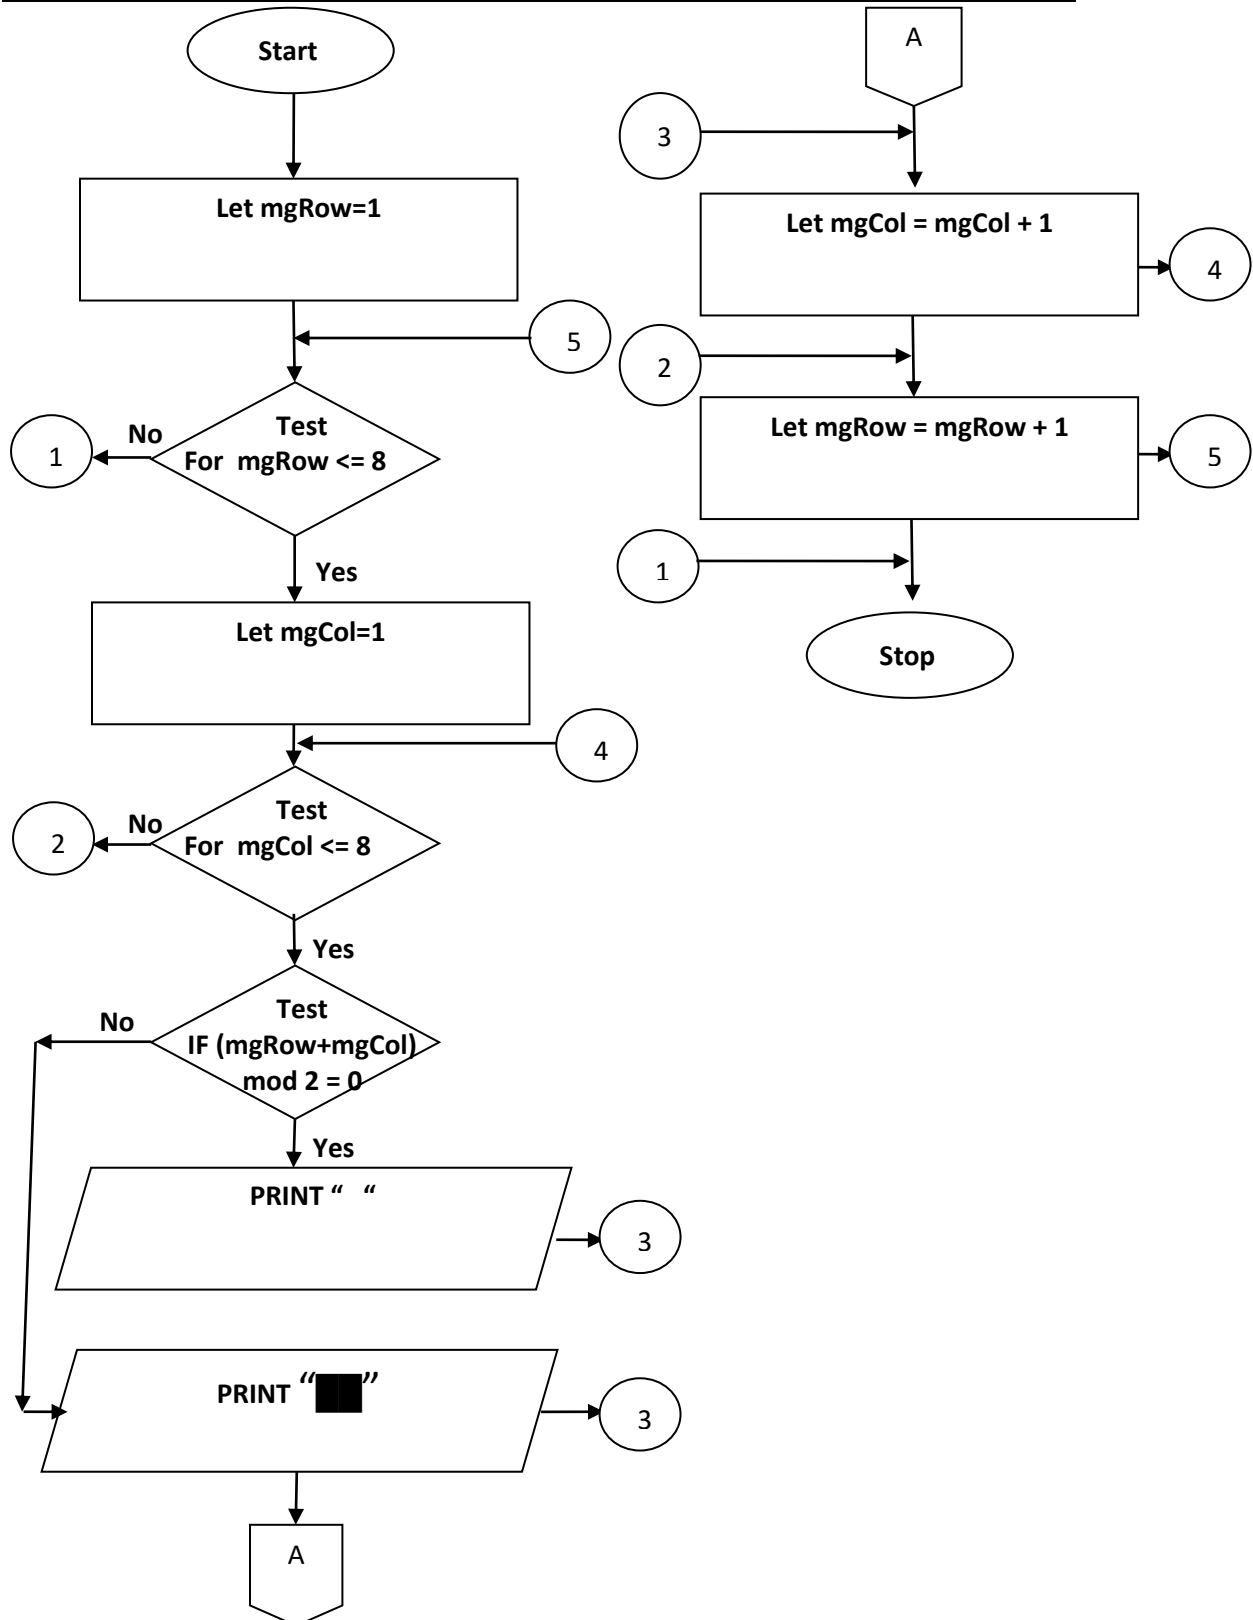 Start
Let mgRow=1
5
Test
For mgRow <= 8
No
1
Yes
Let mgCol=1
4
Test
For mgCol <= 8
No
2
Yes
Test
IF (mgRow+mgCol)
mod 2 = 0
No
Yes
PRINT “ “
3
PRINT “██”
3
A
A
3
Let mgCol = mgCol + 1
4
2
Let mgRow = mgRow + 1
5
1
Stop